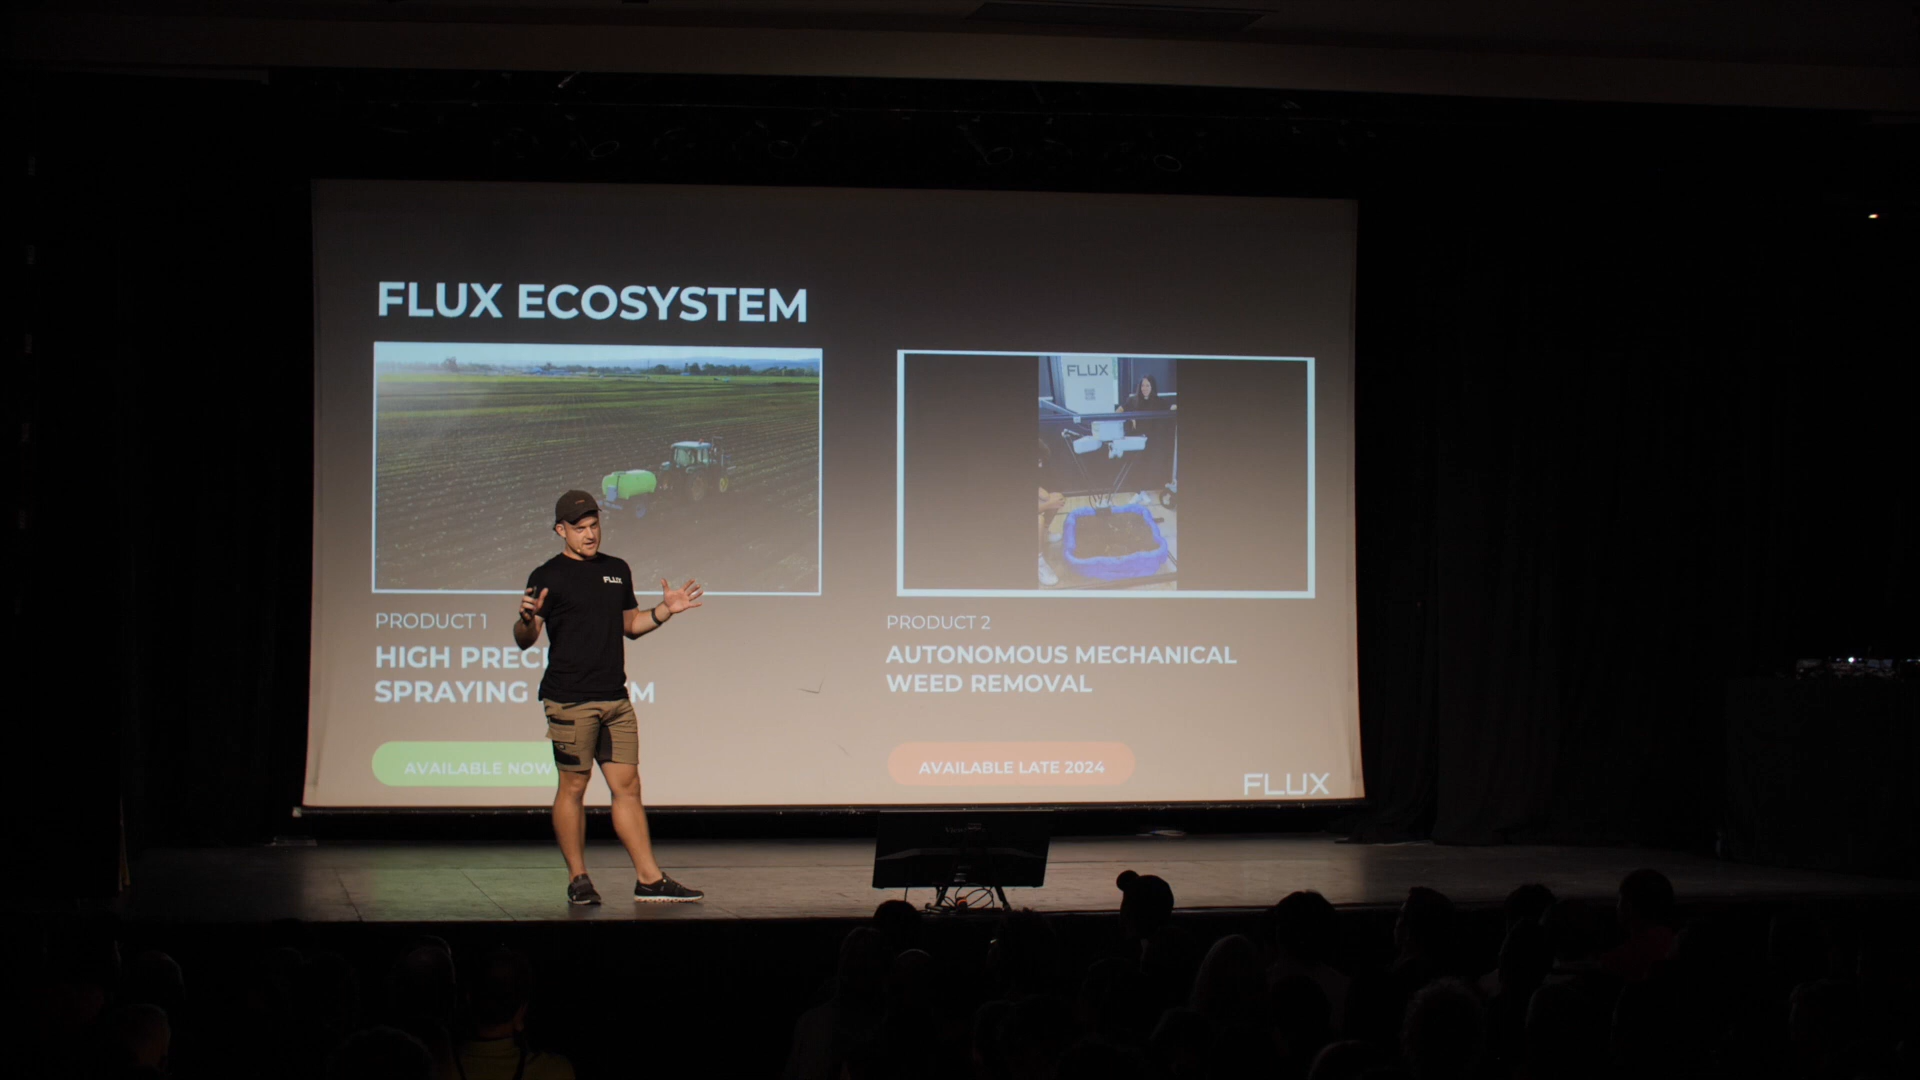 FLUX ECOSYSTEM
FLUX
FLUX
PRODUCT 1
HIGH
SPRAYING
AVAILABLE NOW
PRODUCT 2
AUTONOMOUS MECHANICAL
WEED REMOVAL
AVAILABLE LATE 2024
FLUX